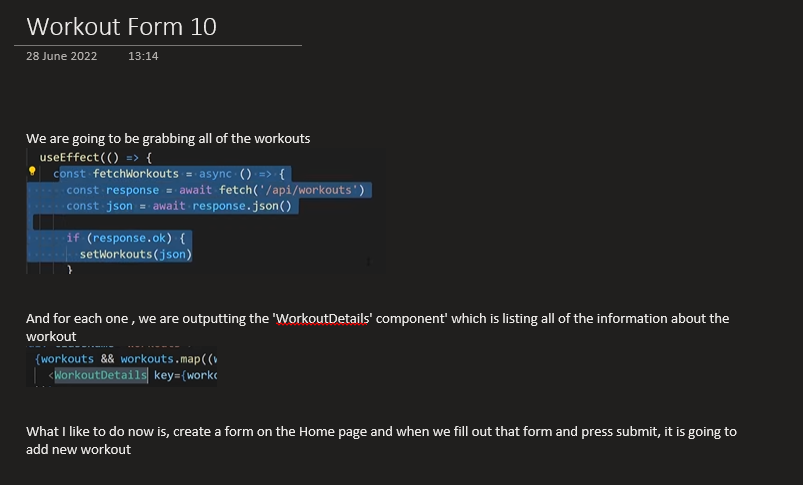 Workout Form 10
28 June 2022 13:14
We are going to be grabbing all of the workouts
useEffect(() => {
const fetchWorkouts = async () => {
const response = await fetch('/api/workouts')
const json = await response.json()
if (response.ok) {
setWorkouts(json)
}
And for each one , we are outputting the 'WorkoutDetails' component' which is listing all of the information about the
workout
{workouts && workouts.map((w
<WorkoutDetails key={worko
What I like to do now is, create a form on the Home page and when we fill out that form and press submit, it is going to
add new workout